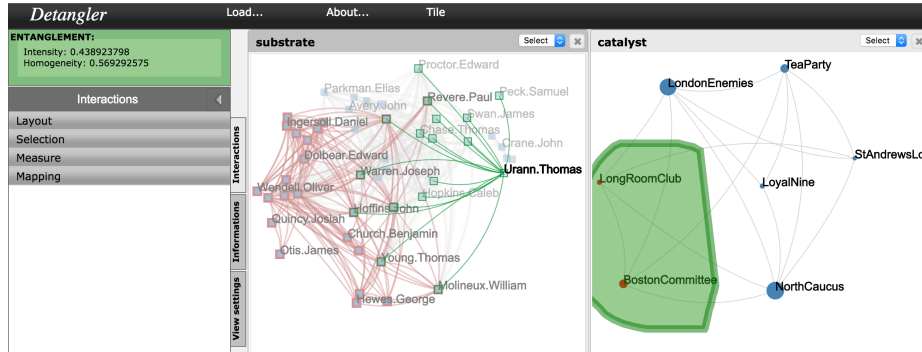 Detangler
Load...
About...
Tile
ENTANGLEMENT:
Intensity: 0.438923798
Homogeneity: 0.569292575
Interactions
Layout
Selection
Measure
Mapping
Interactions
Informations
View settings
substrate
Select
Proctor.Edward
Parkman.Elias
Avery.John
Revere.Paul
Peck.Samuel
Ingersoll.Daniel
Swan.James
Chase.Thomas
Crane.John
Dolbear.Edward
Warren.Joseph
Urann.Thomas
Wendell.Oliver
Hopkins.Caleb
Hoffins.John
Quincy.Josiah
Church.Benjamin
Otis.James
Young.Thomas
Molineux.William
Hewes.George
catalyst
Select
TeaParty
LondonEnemies
StAndrewsLo
LongRoomClub
LoyalNine
BostonCommittee
NorthCaucus